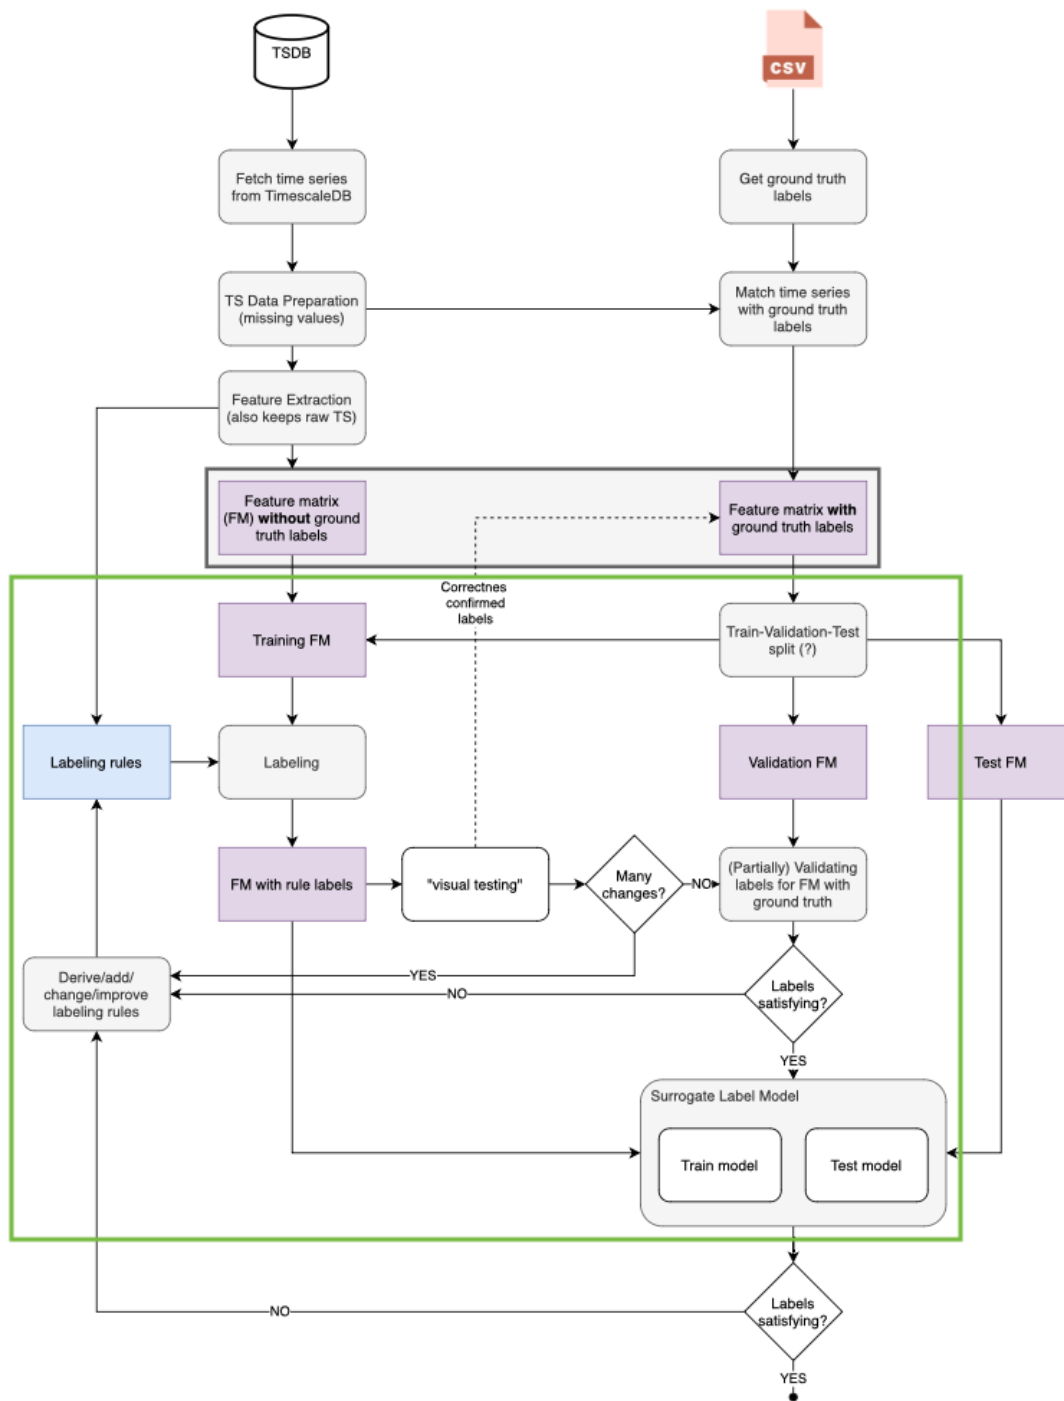 TSDB
CSV
Fetch time series
from TimescaleDB
Get ground truth
labels
TS Data Preparation
(missing values)
Match time series
with ground truth
labels
Feature Extraction
(also keeps raw TS)
Feature matrix
(FM) without ground
truth labels
Feature matrix with
ground truth labels
Correctnes
confirmed
labels
Training FM
Train-Validation-Test
split (?)
Labeling rules
Labeling
Validation FM
Test FM
FM with rule labels
"visual testing"
Many
changes?
NO
(Partially) Validating
labels for FM with
ground truth
YES
Derive/add/
change/improve
labeling rules
NO
Labels
satisfying?
YES
Surrogate Label Model
Train model
Test model
NO
Labels
satisfying?
YES